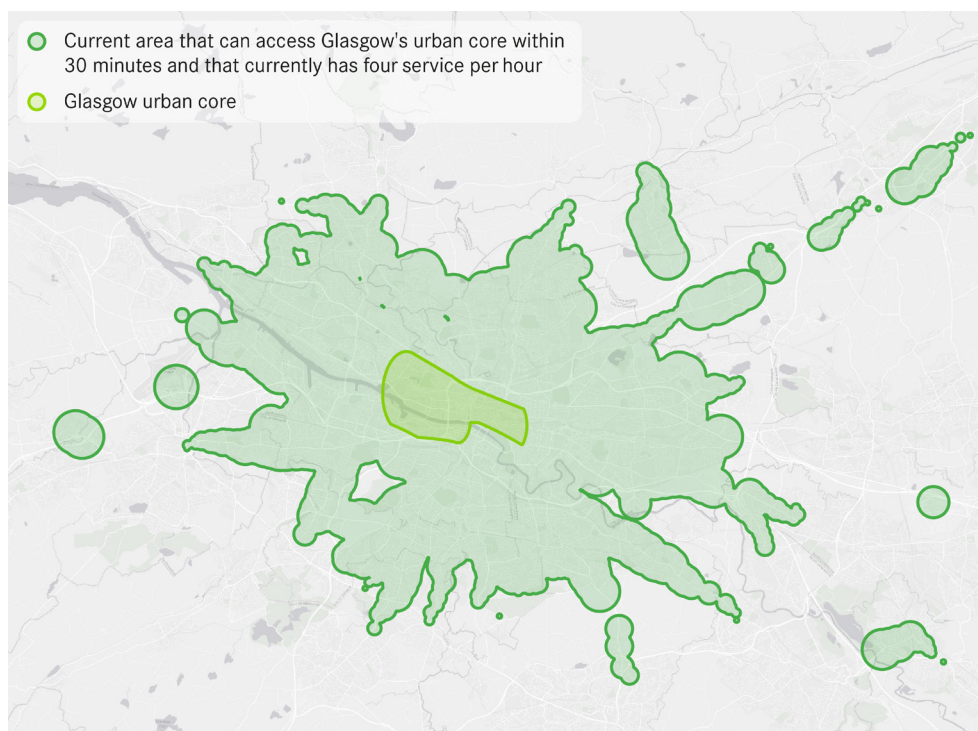 Current area that can access Glasgow's urban core within
30 minutes and that currently has four service per hour
Glasgow urban core